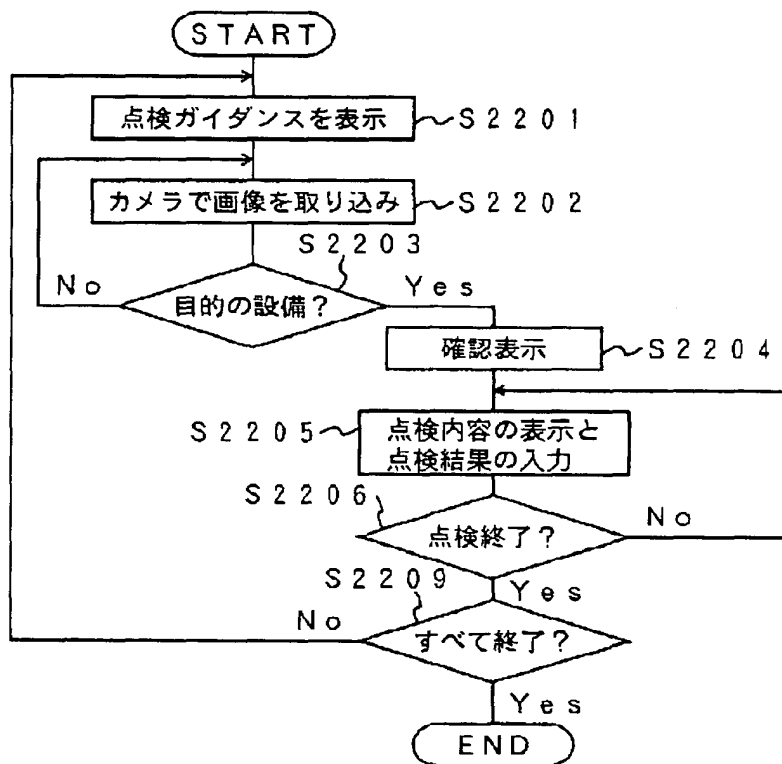 START
点検ガイダンスを表示 S2201
カメラで画像を取り込み S2202
S2203
No 目的の設備? Yes
確認表示 S2204
S2205 点検内容の表示と
点検結果の入力
S2206
点検終了? No
S2209 Yes
No すべて終了?
Yes
END